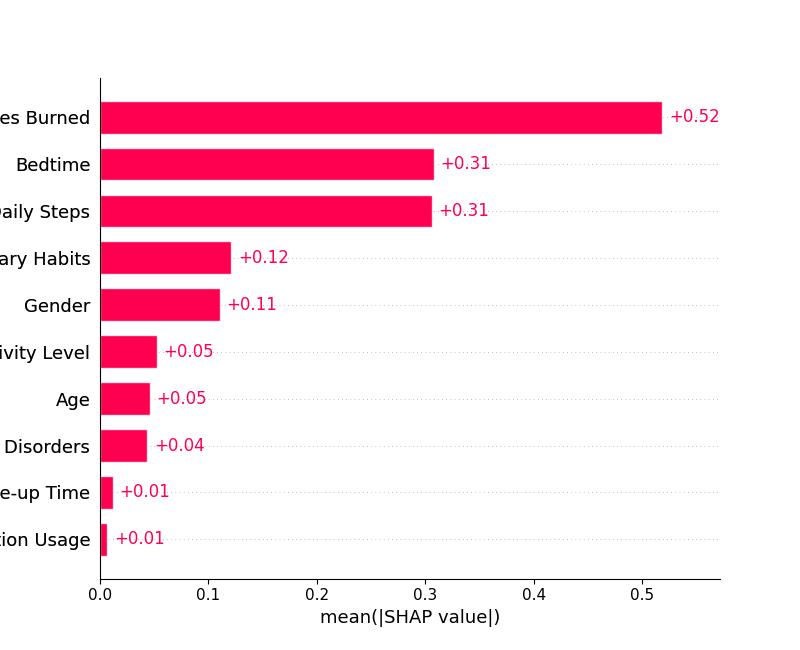 es Burned +0.52
Bedtime +0.31
aily Steps +0.31
ary Habits +0.12
Gender +0.11
ivity Level +0.05
Age +0.05
Disorders +0.04
e-up Time +0.01
tion Usage +0.01
0.0 0.1 0.2 0.3 0.4 0.5
mean(|SHAP value|)